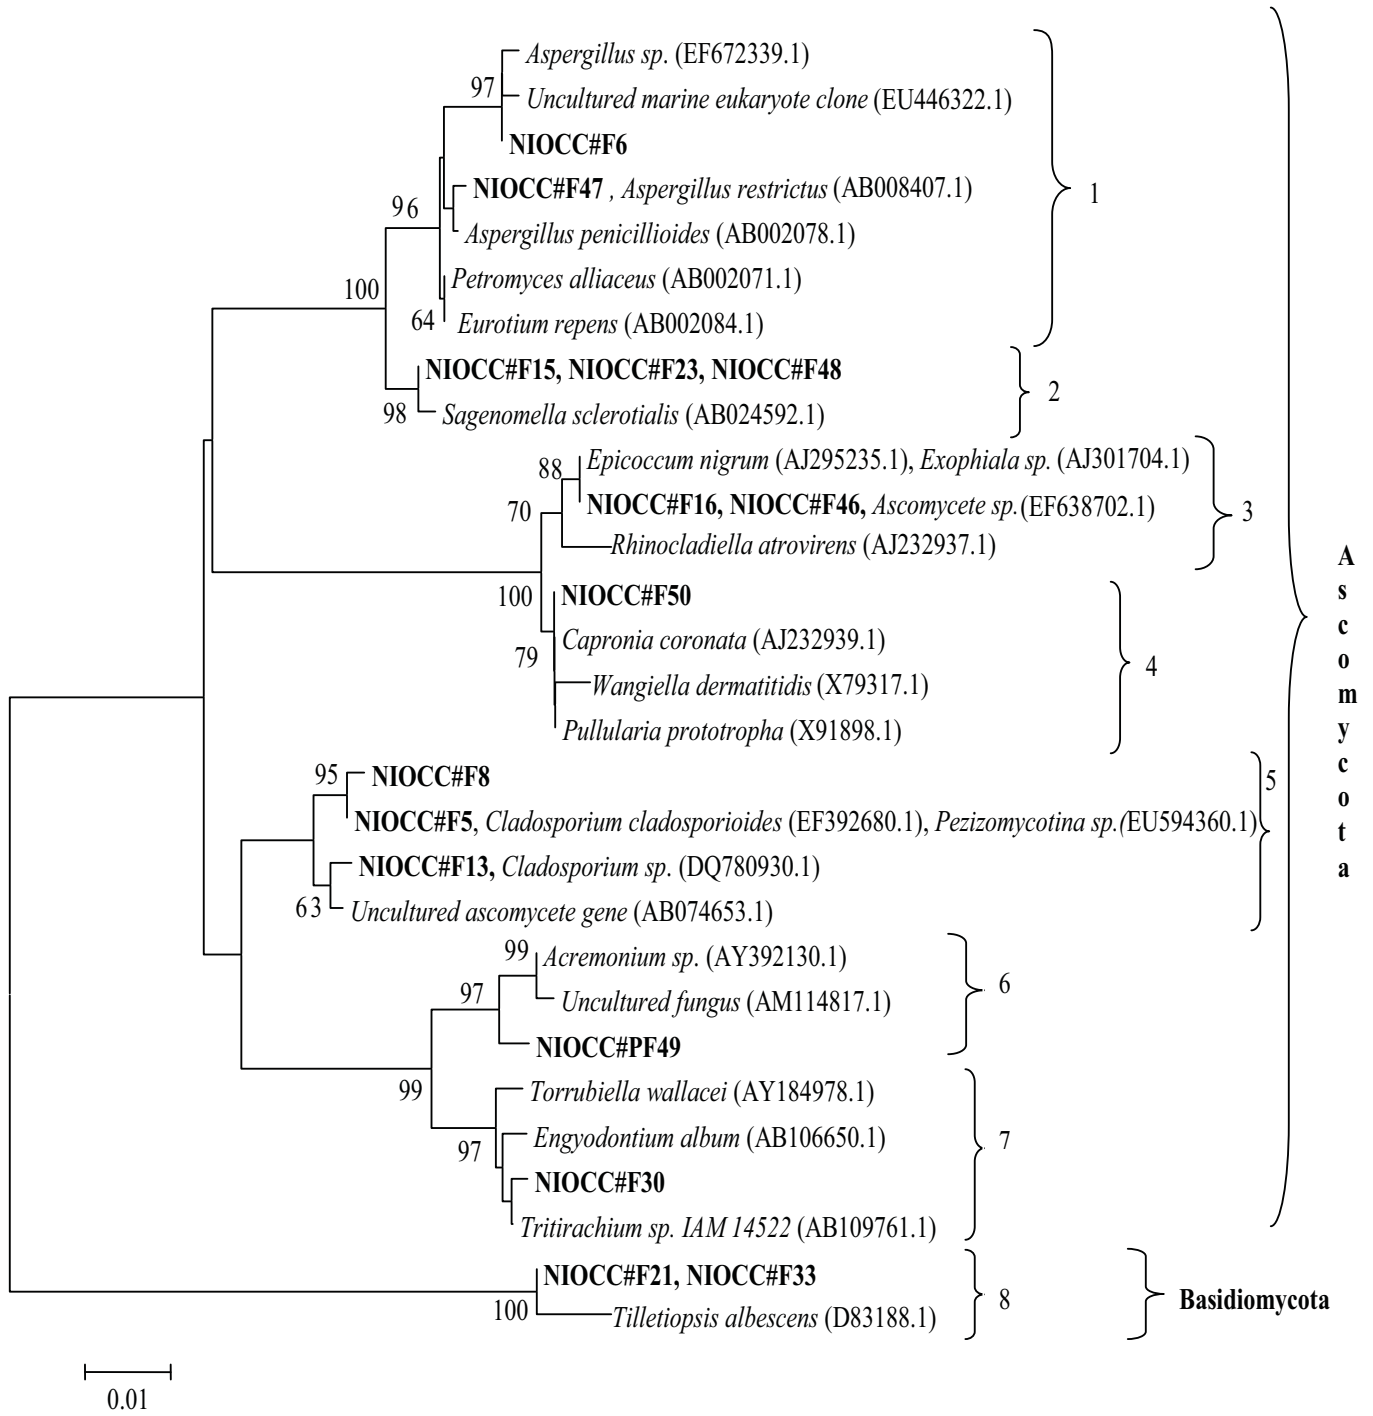 Aspergillus sp. (EF672339.1)
97
Uncultured marine eukaryote clone (EU446322.1)
NIOCC#F6
NIOCC#F47 , Aspergillus restrictus (AB008407.1)
1
96
Aspergillus penicillioides (AB002078.1)
Petromyces alliaceus (AB002071.1)
100
64
Eurotium repens (AB002084.1)
NIOCC#F15, NIOCC#F23, NIOCC#F48
2
98
Sagenomella sclerotialis (AB024592.1)
Epicoccum nigrum (AJ295235.1), Exophiala sp. (AJ301704.1)
88
NIOCC#F16, NIOCC#F46, Ascomycete sp. (EF638702.1)
70
3
Rhinocladiella atrovirens (AJ232937.1)
100
NIOCC#F50
Capronia coronata (AJ232939.1)
79
4
Wangiella dermatitidis (X79317.1)
Pullularia prototropha (X91898.1)
95
NIOCC#F8
5
NIOCC#F5, Cladosporium cladosporioides (EF392680.1), Pezizomycotina sp.(EU594360.1)
NIOCC#F13, Cladosporium sp. (DQ780930.1)
63
Uncultured ascomycete gene (AB074653.1)
99
Acremonium sp. (AY392130.1)
97
Uncultured fungus (AM114817.1)
6
NIOCC#PF49
99
Torrubiella wallacei (AY184978.1)
Engyodontium album (AB106650.1)
7
97
NIOCC#F30
Tritirachium sp. IAM 14522 (AB109761.1)
Ascomycota
NIOCC#F21, NIOCC#F33
8
Basidiomycota
100
Tilletiopsis albescens (D83188.1)
0.01